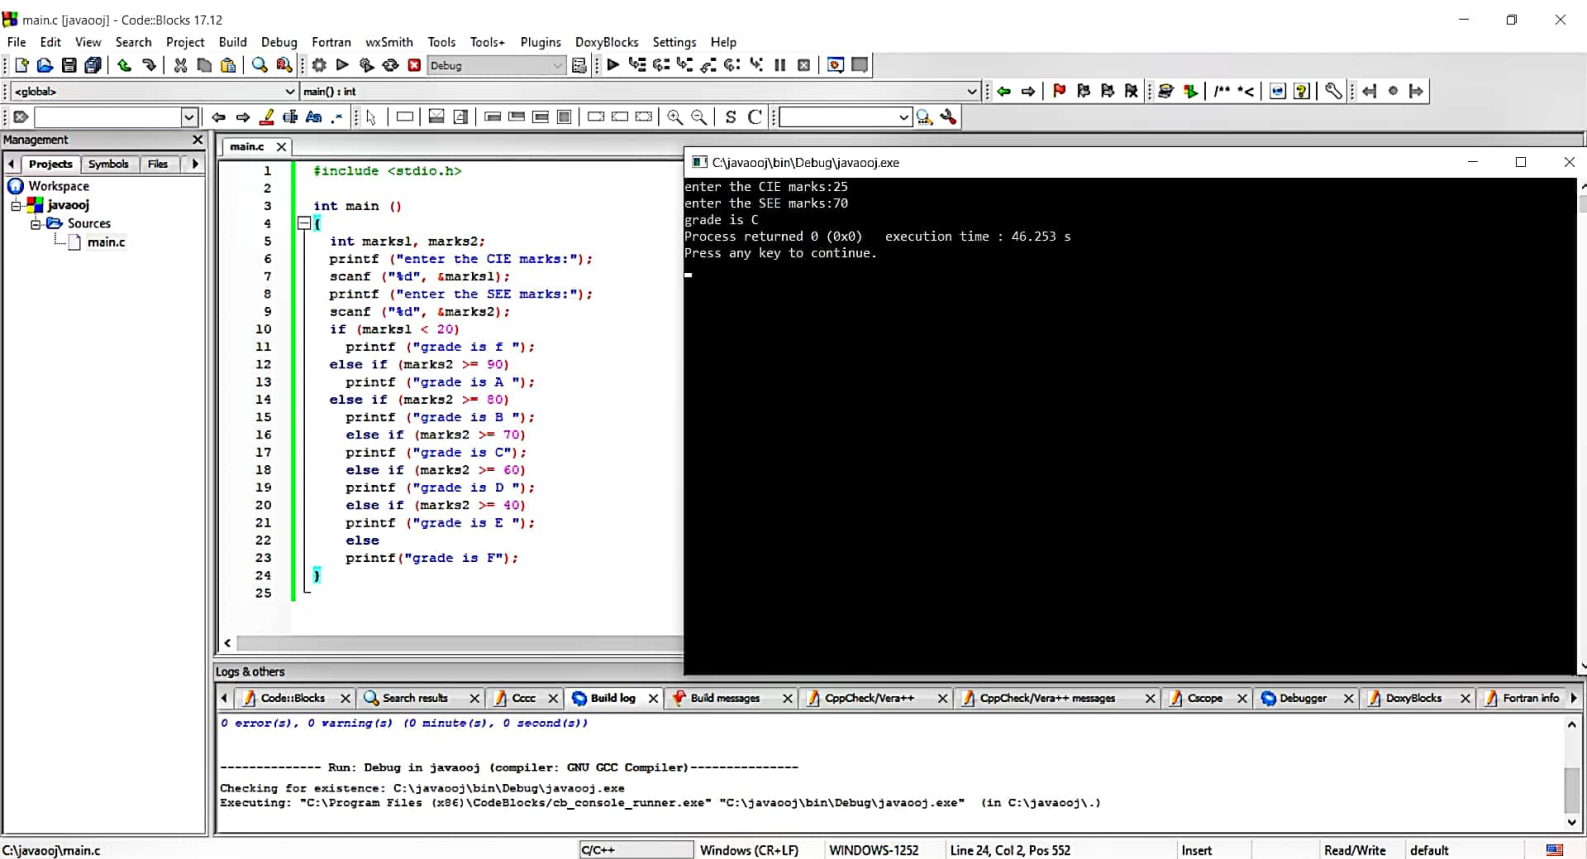 main.c [javaooj] - Code::Blocks 17.12
File Edit View Search Project Build Debug Fortran wxSmith Tools Tools+ Plugins DoxyBlocks Settings Help
Debug
<global> main() : int
/** *<
S C
Management
Projects Symbols Files
Workspace
javaooj
Sources
main.c
main.c
1 #include <stdio.h>
2
3 int main ()
4 {
5 int marks1, marks2;
6 printf ("enter the CIE marks:");
7 scanf ("%d", &marks1);
8 printf ("enter the SEE marks:");
9 scanf ("%d", &marks2);
10 if (marks1 < 20)
11 printf ("grade is f ");
12 else if (marks2 >= 90)
13 printf ("grade is A ");
14 else if (marks2 >= 80)
15 printf ("grade is B ");
16 else if (marks2 >= 70)
17 printf ("grade is C");
18 else if (marks2 >= 60)
19 printf ("grade is D ");
20 else if (marks2 >= 40)
21 printf ("grade is E ");
22 else
23 printf("grade is F");
24 }
25
C:\javaooj\bin\Debug\javaooj.exe
enter the CIE marks:25
enter the SEE marks:70
grade is C
Process returned 0 (0x0) execution time : 46.253 s
Press any key to continue.
Logs & others
Code::Blocks Search results Cccc Build log Build messages CppCheck/Vera++ CppCheck/Vera++ messages Cscope Debugger DoxyBlocks Fortran info
0 error(s), 0 warning(s) (0 minute(s), 0 second(s))
-------------- Run: Debug in javaooj (compiler: GNU GCC Compiler)---------------
Checking for existence: C:\javaooj\bin\Debug\javaooj.exe
Executing: "C:\Program Files (x86)\CodeBlocks/cb_console_runner.exe" "C:\javaooj\bin\Debug\javaooj.exe" (in C:\javaooj\.)
C:\javaooj\main.c C/C++ Windows (CR+LF) WINDOWS-1252 Line 24, Col 2, Pos 552 Insert Read/Write default